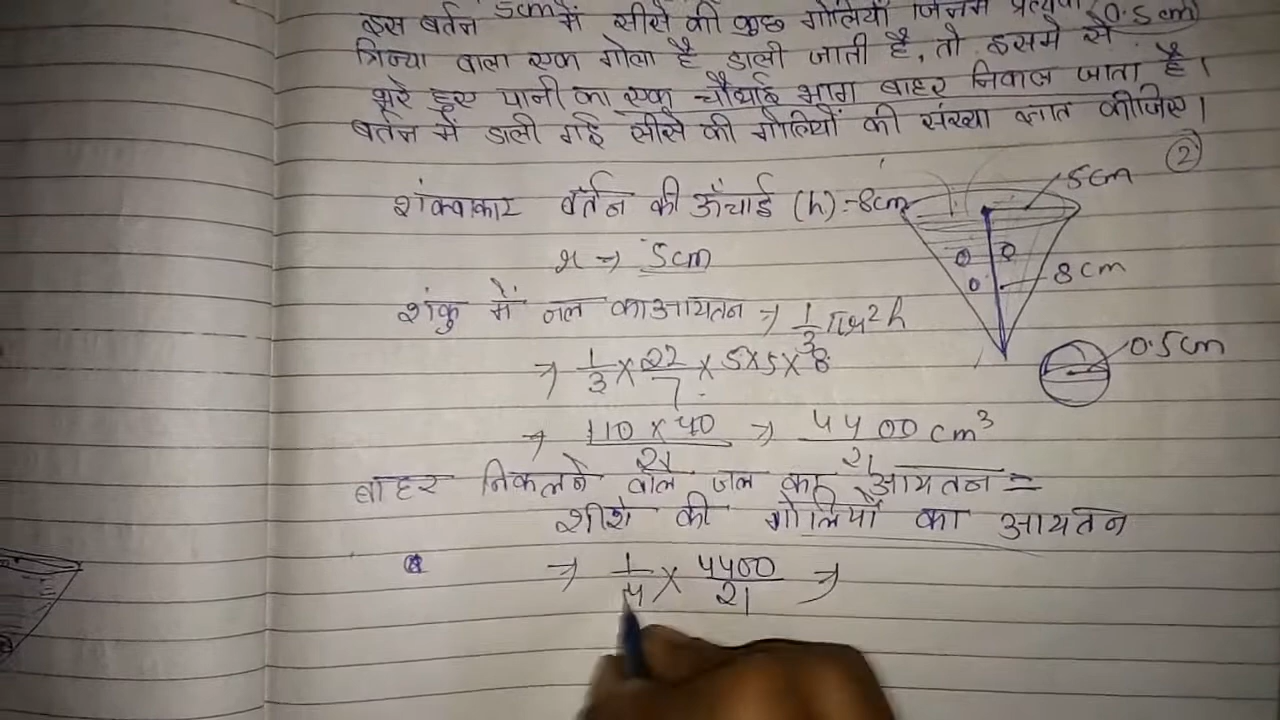 इस बर्तन 5cm में सीसे की कुछ गोलियाँ जिनमें प्रत्येक 0.5 cm
त्रिज्या वाला एक गोला है डाली जाती है, तो इसमे से
भरे हुए पानी का एक चौथाई भाग बाहर निकाल जाता है।
बर्तन में डाली गई सीसे की गोलियों की संख्या ज्ञात कीजिए।
2
शंक्वाकार बर्तन की ऊँचाई (h) = 8cm
5cm
r ⇒ 5cm
8cm
शंकु में जल का आयतन ⇒ 1/3 πr²h
0.5cm
⇒ 1/3 × 22/7 × 5×5×8
⇒ 110 × 40 / 21 ⇒ 4400 / 21 cm³
बाहर निकलने वाले जल का आयतन =
शीशे की गोलियों का आयतन
⇒ 1/4 × 4400/21 ⇒